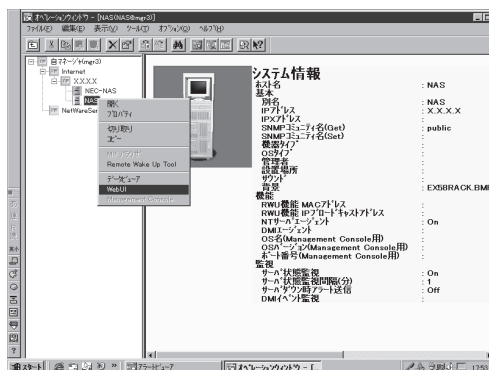 オペレーションウィンドウ - [NAS(NAS@mgr3)]
ファイル(F) 編集(E) 表示(V) ツール(T) オプション(O) ヘルプ(H)
自マネージャ(mgr3)
Internet
XXXX
NEC-NAS
NAS
NetWareSer
開く
プロパティ
切り取り
コピー
Remote Wake Up Tool
データビューア
WebUI
Management Console
システム情報
ホスト名 : NAS
基本
別名 : NAS
IPアドレス : X.X.X.X
IPXアドレス :
SNMPコミュニティ名(Get) : public
SNMPコミュニティ名(Set) :
機器タイプ :
OSタイプ :
管理者 :
設置場所 :
サウンド :
背景 : EX58RACK.BM
機能
RWU機能 MACアドレス :
RWU機能 IPブロードキャストアドレス :
NTサーバエージェント : On
DMIエージェント :
OS名(Management Console用) :
OSバージョン(Management Console用) :
ポート番号(Management Console用) :
監視
サーバ状態監視 : On
サーバ状態監視間隔(分) : 1
サーバダウン時アラート送信 : Off
DMIイベント監視 :
スタート
アラートビューア
オペレーションウィンドウ - [...
17:53